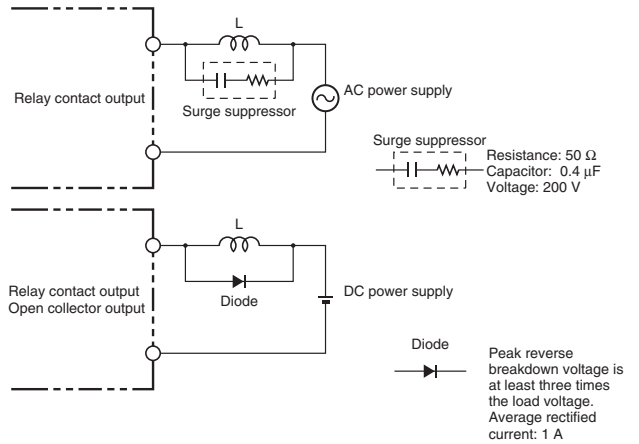 L
Relay contact output
Surge suppressor
AC power supply
Surge suppressor
Resistance: 50 Ω
Capacitor: 0.4 μF
Voltage: 200 V
L
Relay contact output
Open collector output
Diode
DC power supply
Diode
Peak reverse
breakdown voltage is
at least three times
the load voltage.
Average rectified
current: 1 A